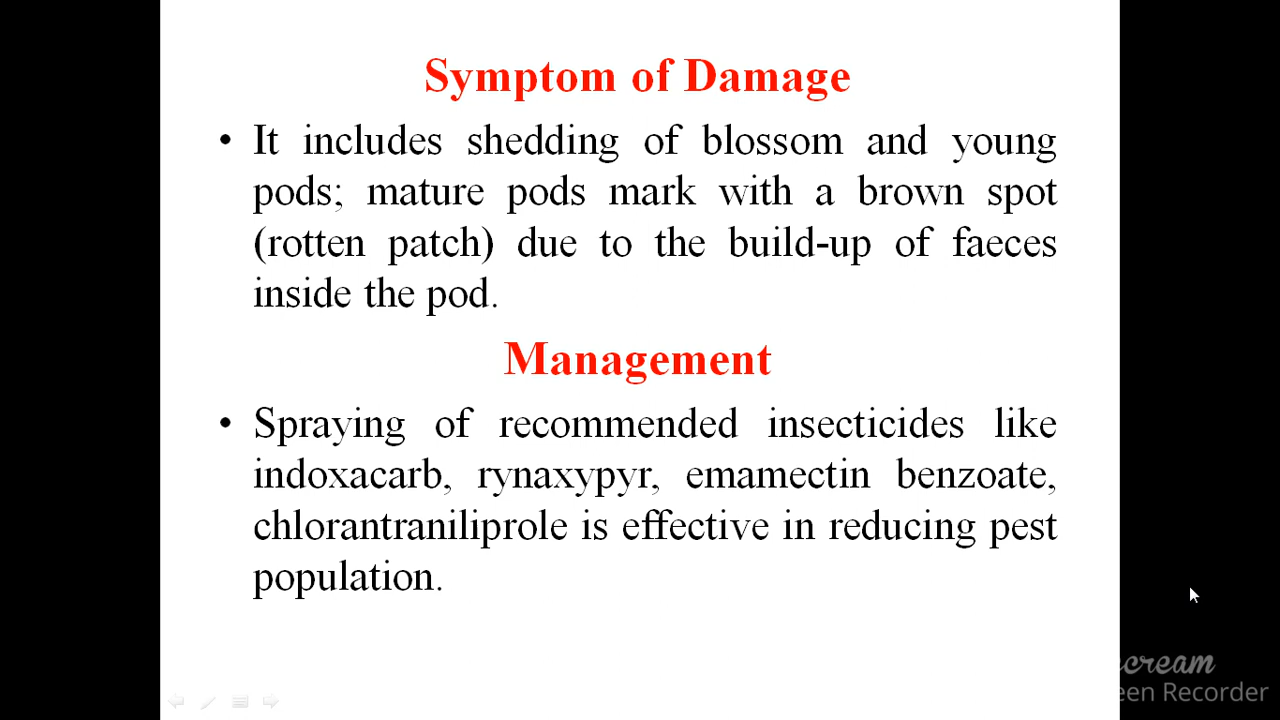 Symptom of Damage
• It includes shedding of blossom and young
pods; mature pods mark with a brown spot
(rotten patch) due to the build-up of faeces
inside the pod.
Management
• Spraying of recommended insecticides like
indoxacarb, rynaxypyr, emamectin benzoate,
chlorantraniliprole is effective in reducing pest
population.
cream
een Recorder